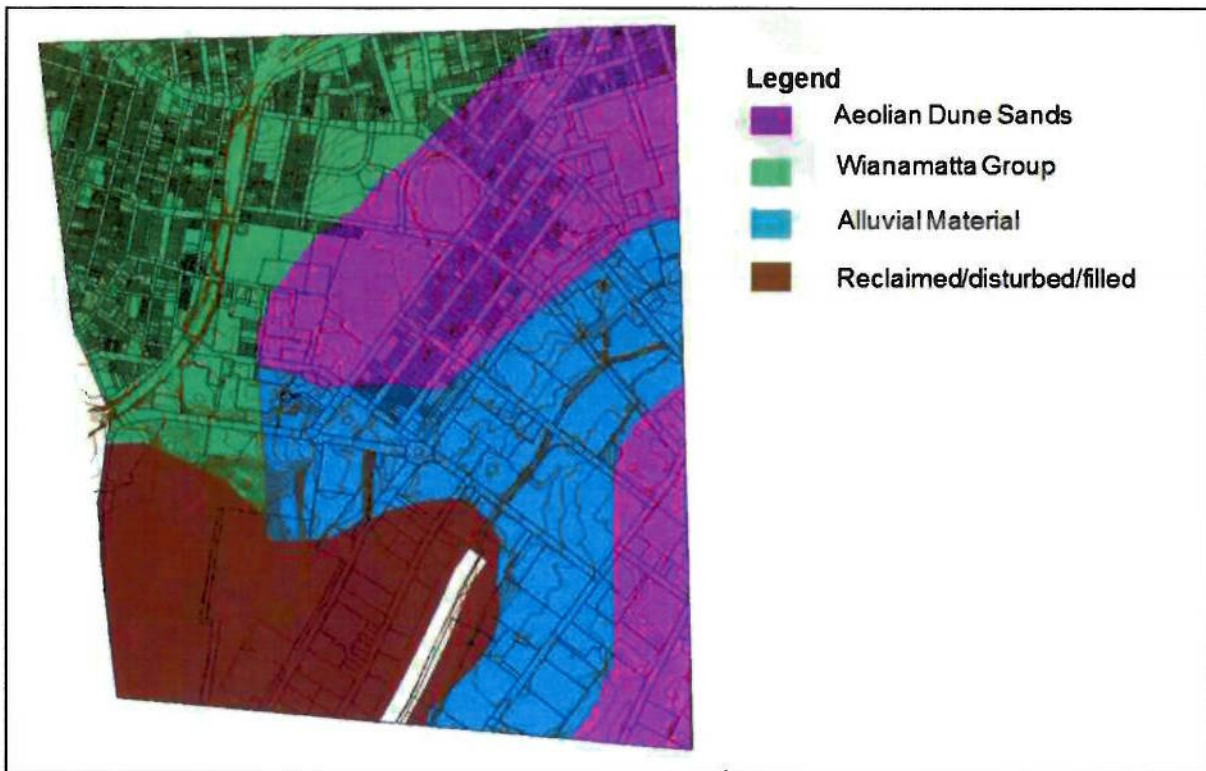 Legend
Aeolian Dune Sands
Wianamatta Group
Alluvial Material
Reclaimed/disturbed/filled